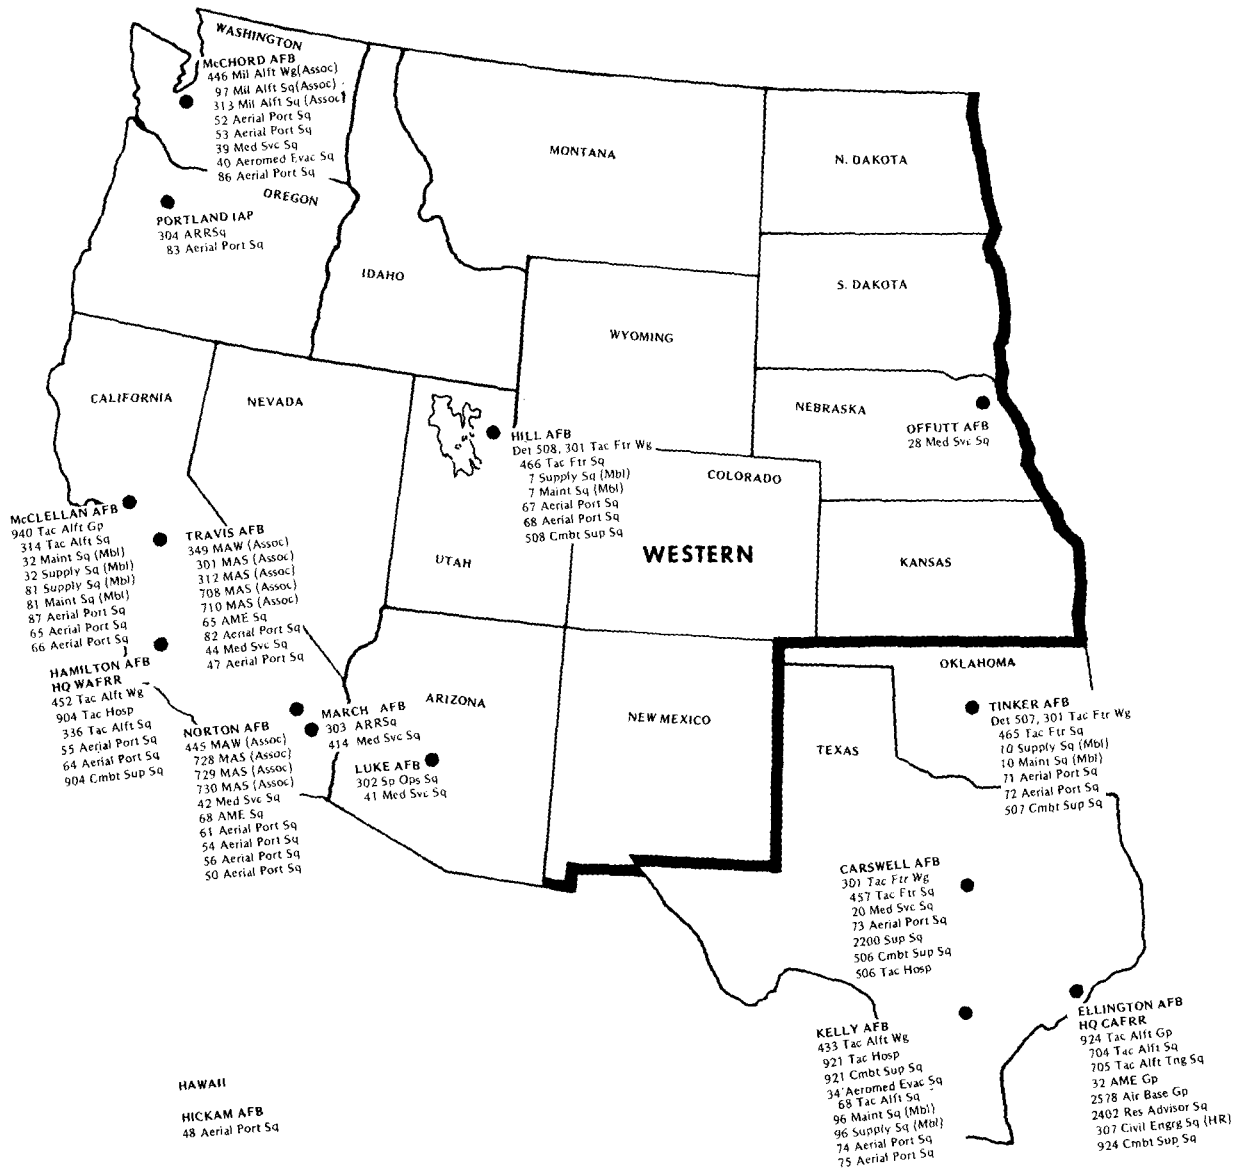 WASHINGTON
McCHORD AFB
446 Mil Alft Wg(Assoc)
97 Mil Alft Sq(Assoc)
313 Mil Alft Sq (Assoc)
52 Aerial Port Sq
53 Aerial Port Sq
39 Med Svc Sq
40 Aeromed Evac Sq
86 Aerial Port Sq
OREGON
PORTLAND IAP
304 ARRSq
83 Aerial Port Sq
MONTANA
N. DAKOTA
IDAHO
S. DAKOTA
WYOMING
CALIFORNIA
NEVADA
NEBRASKA
OFFUTT AFB
28 Med Svc Sq
HILL AFB
Det 508, 301 Tac Ftr Wg
466 Tac Ftr Sq
7 Supply Sq (Mbl)
7 Maint Sq (Mbl)
67 Aerial Port Sq
68 Aerial Port Sq
508 Cmbt Sup Sq
COLORADO
WESTERN
UTAH
KANSAS
McCLELLAN AFB
940 Tac Alft Gp
314 Tac Alft Sq
32 Maint Sq (Mbl)
32 Supply Sq (Mbl)
81 Supply Sq (Mbl)
81 Maint Sq (Mbl)
87 Aerial Port Sq
65 Aerial Port Sq
66 Aerial Port Sq
TRAVIS AFB
349 MAW (Assoc)
301 MAS (Assoc)
312 MAS (Assoc)
708 MAS (Assoc)
710 MAS (Assoc)
65 AME Sq
82 Aerial Port Sq
44 Med Svc Sq
47 Aerial Port Sq
HAMILTON AFB
HQ WAFRR
452 Tac Alft Wg
904 Tac Hosp
336 Tac Alft Sq
55 Aerial Port Sq
64 Aerial Port Sq
904 Cmbt Sup Sq
NORTON AFB
445 MAW (Assoc)
728 MAS (Assoc)
729 MAS (Assoc)
730 MAS (Assoc)
42 Med Svc Sq
68 AME Sq
61 Aerial Port Sq
54 Aerial Port Sq
56 Aerial Port Sq
50 Aerial Port Sq
MARCH AFB
303 ARRSq
414 Med Svc Sq
ARIZONA
LUKE AFB
302 Sp Ops Sq
41 Med Svc Sq
NEW MEXICO
OKLAHOMA
TINKER AFB
Det 507, 301 Tac Ftr Wg
465 Tac Ftr Sq
10 Supply Sq (Mbl)
10 Maint Sq (Mbl)
71 Aerial Port Sq
72 Aerial Port Sq
507 Cmbt Sup Sq
TEXAS
CARSWELL AFB
301 Tac Ftr Wg
457 Tac Ftr Sq
20 Med Svc Sq
73 Aerial Port Sq
2200 Sup Sq
506 Cmbt Sup Sq
506 Tac Hosp
KELLY AFB
433 Tac Alft Wg
921 Tac Hosp
921 Cmbt Sup Sq
34 Aeromed Evac Sq
68 Tac Alft Sq
96 Maint Sq (Mbl)
96 Supply Sq (Mbl)
74 Aerial Port Sq
75 Aerial Port Sq
ELLINGTON AFB
HQ CAFRR
924 Tac Alft Gp
704 Tac Alft Sq
705 Tac Alft Tng Sq
32 AME Gp
2578 Air Base Gp
2402 Res Advisor Sq
307 Civil Engrg Sq (HR)
924 Cmbt Sup Sq
HAWAII
HICKAM AFB
48 Aerial Port Sq